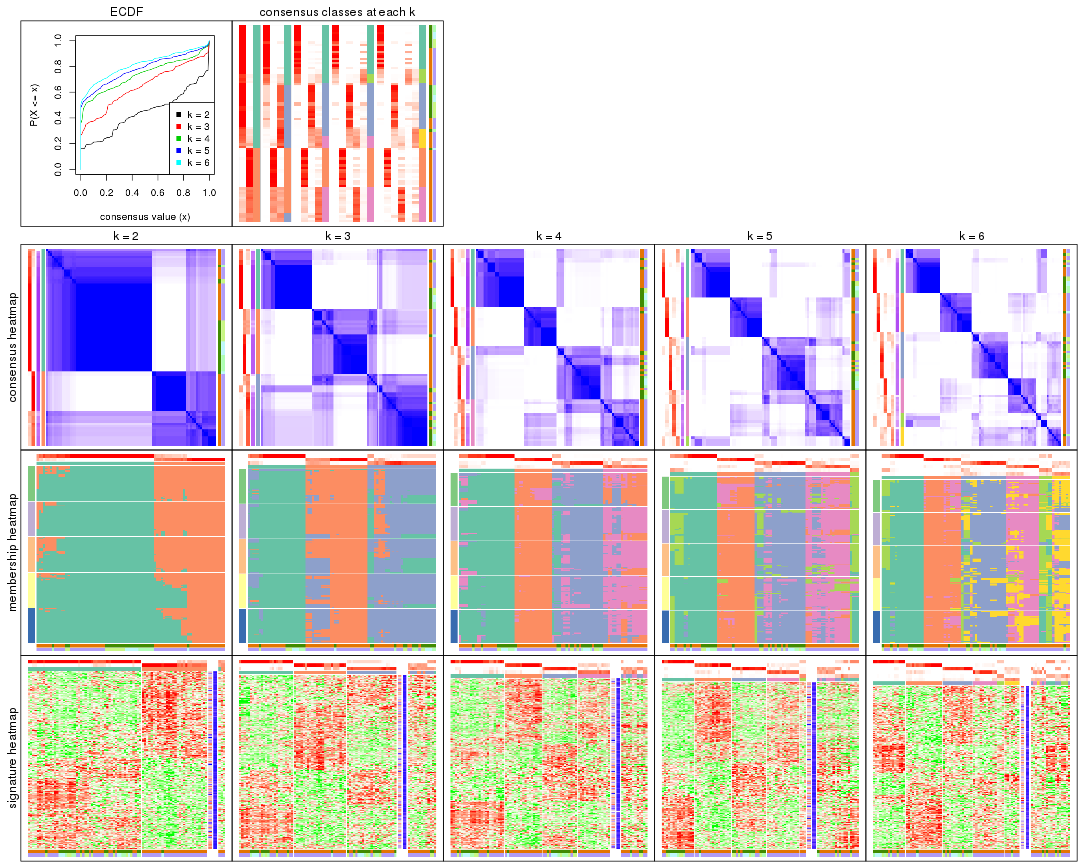 ECDF
consensus classes at each k
P(X <= x)
0.0 0.2 0.4 0.6 0.8 1.0
k = 2
k = 3
k = 4
k = 5
k = 6
0.0 0.2 0.4 0.6 0.8 1.0
consensus value (x)
k = 2 k = 3 k = 4 k = 5 k = 6
consensus heatmap
membership heatmap
signature heatmap